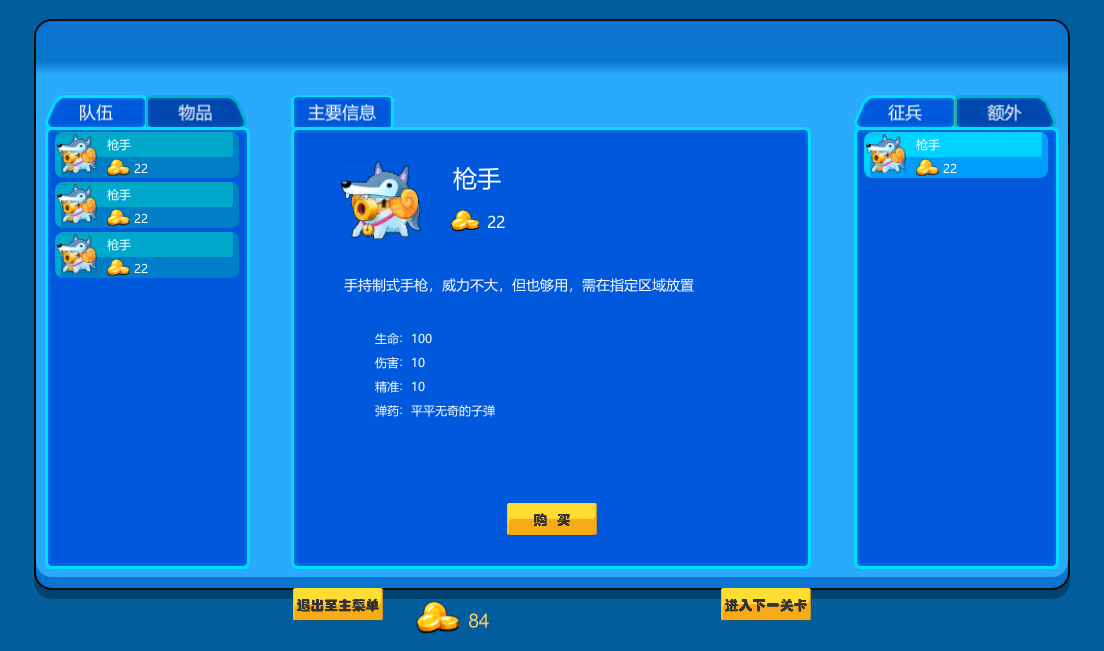 队伍
物品
枪手
22
枪手
22
枪手
22
主要信息
枪手
22
手持制式手枪，威力不大，但也够用，需在指定区域放置
生命： 100
伤害： 10
精准： 10
弹药： 平平无奇的子弹
购 买
征兵
额外
枪手
22
退出至主菜单
84
进入下一关卡